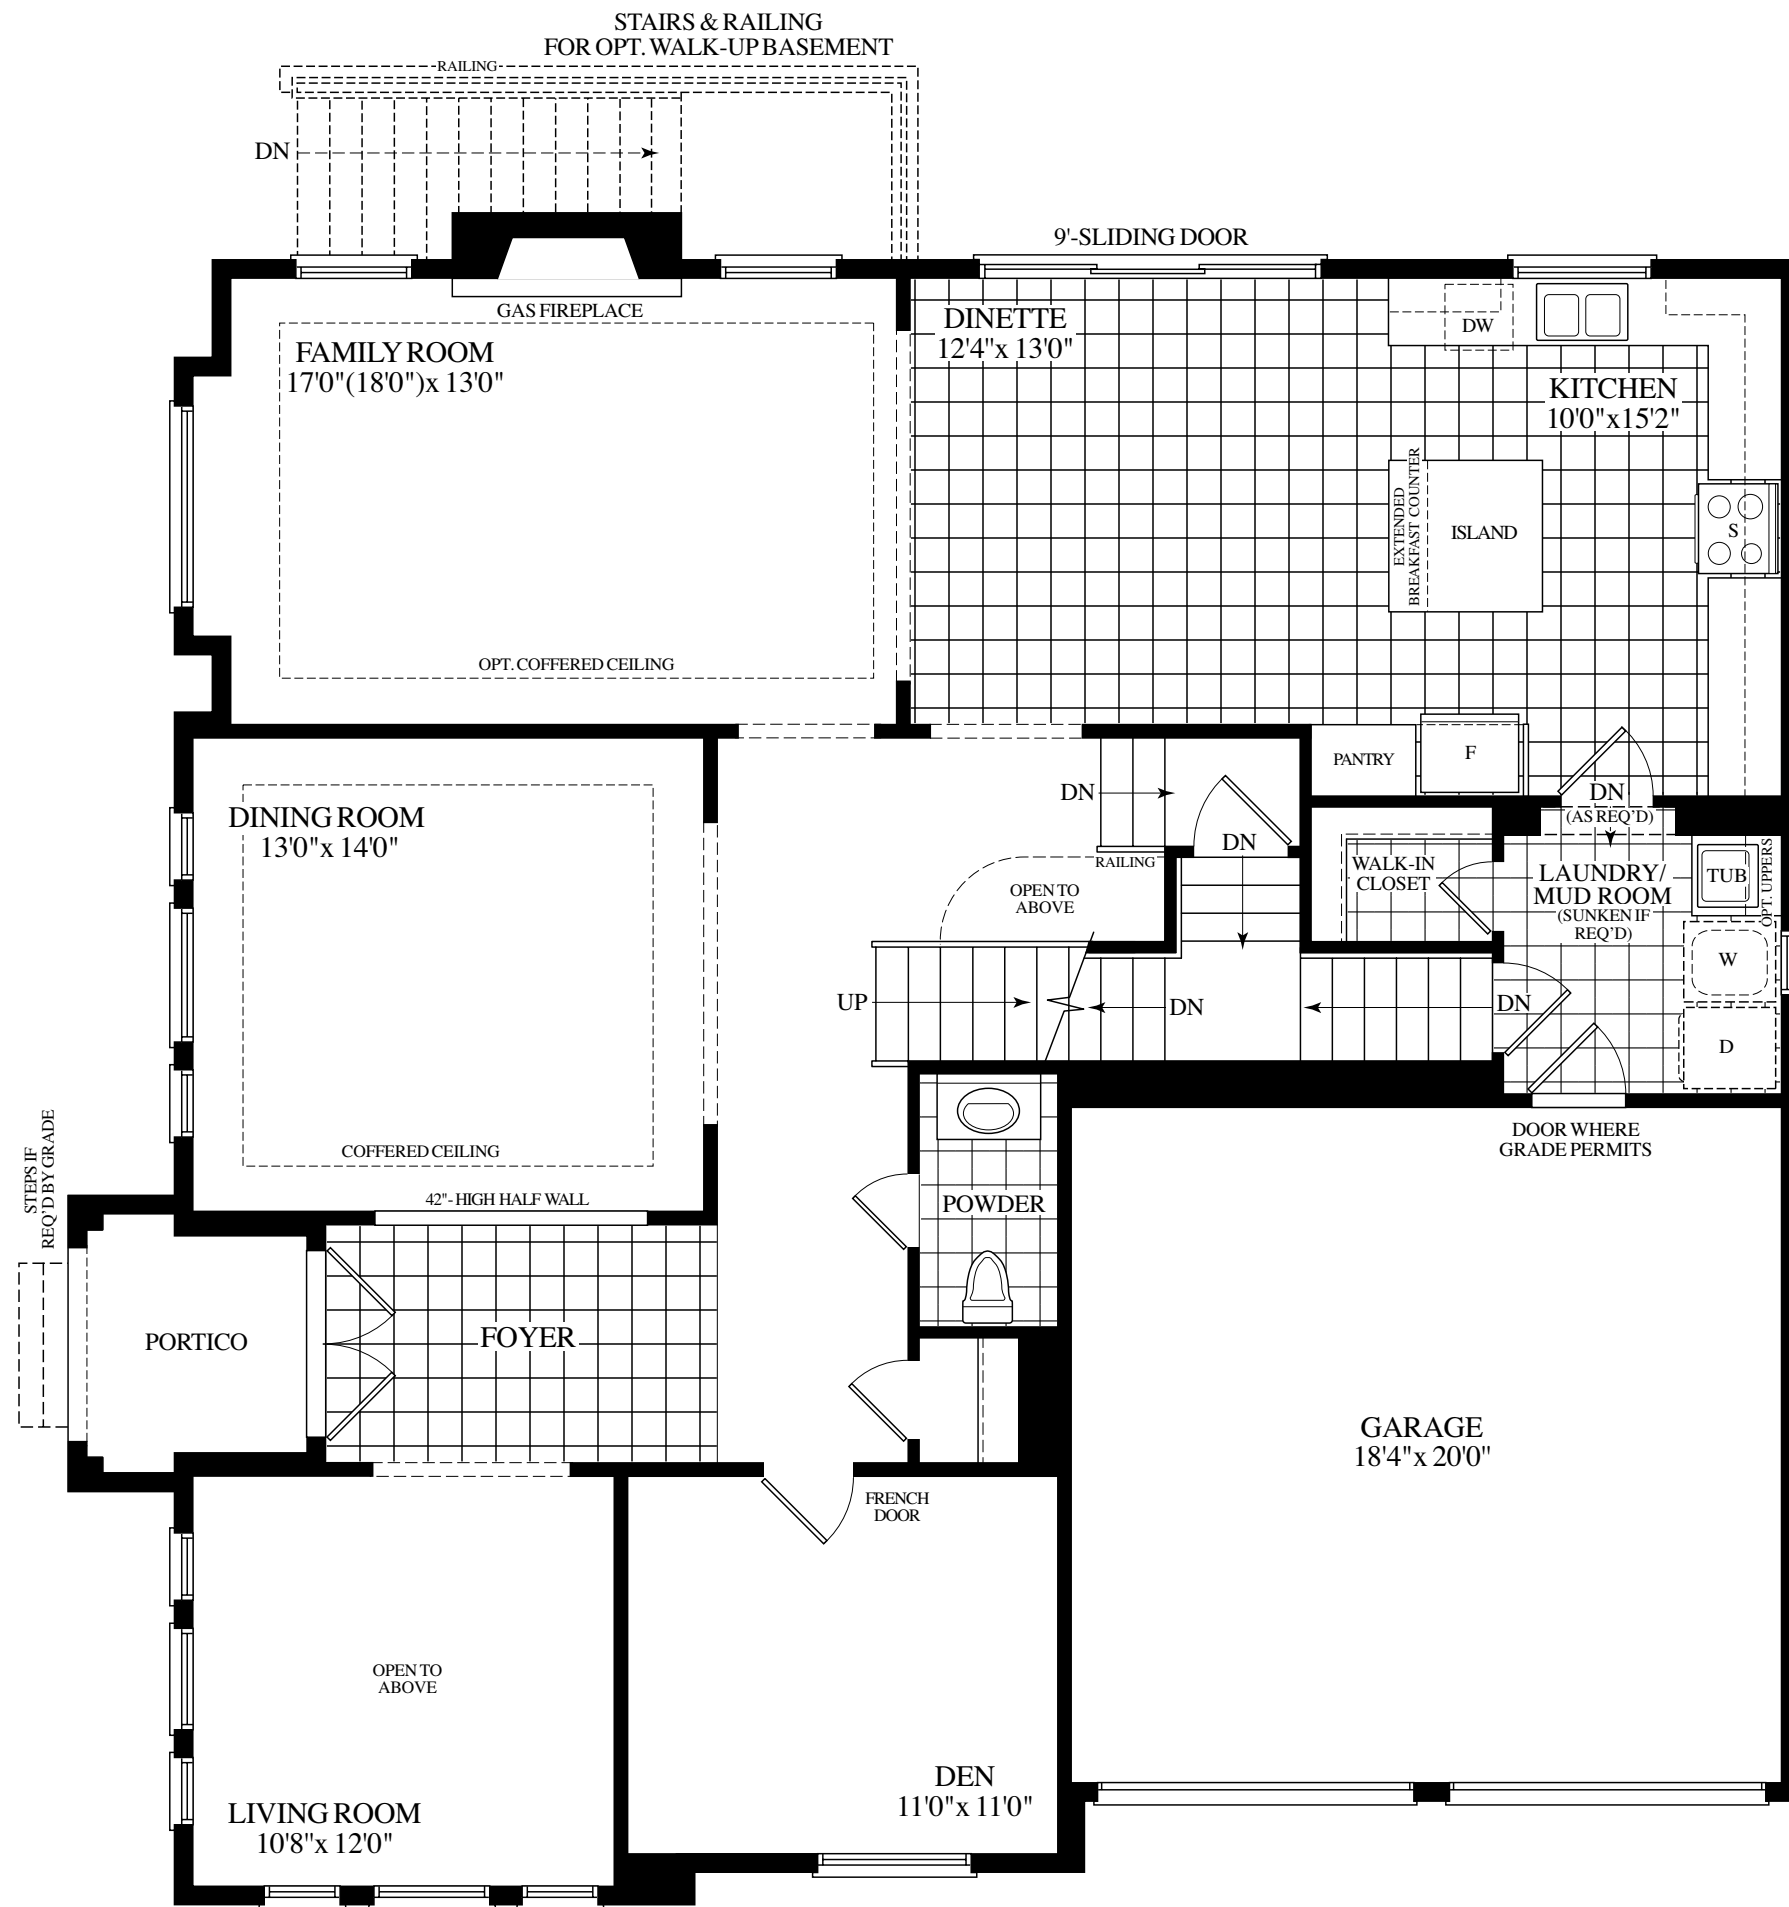 STAIRS & RAILING
FOR OPT. WALK-UP BASEMENT
RAILING
DN
9'-SLIDING DOOR
GAS FIREPLACE
FAMILY ROOM
17'0"(18'0")x 13'0"
OPT. COFFERED CEILING
DINETTE
12'4"x 13'0"
DW
KITCHEN
10'0"x15'2"
EXTENDED
BREAKFAST COUNTER
ISLAND
S
PANTRY
F
DN
(AS REQ'D)
DINING ROOM
13'0"x 14'0"
COFFERED CEILING
DN
RAILING
DN
OPEN TO
ABOVE
WALK-IN
CLOSET
LAUNDRY/
MUD ROOM
(SUNKEN IF
REQ'D)
TUB
OPT. UPPERS
W
D
UP
DN
DN
DOOR WHERE
GRADE PERMITS
STEPS IF
REQ'D BY GRADE
42"- HIGH HALF WALL
POWDER
PORTICO
FOYER
GARAGE
18'4"x 20'0"
FRENCH
DOOR
OPEN TO
ABOVE
LIVING ROOM
10'8"x 12'0"
DEN
11'0"x 11'0"